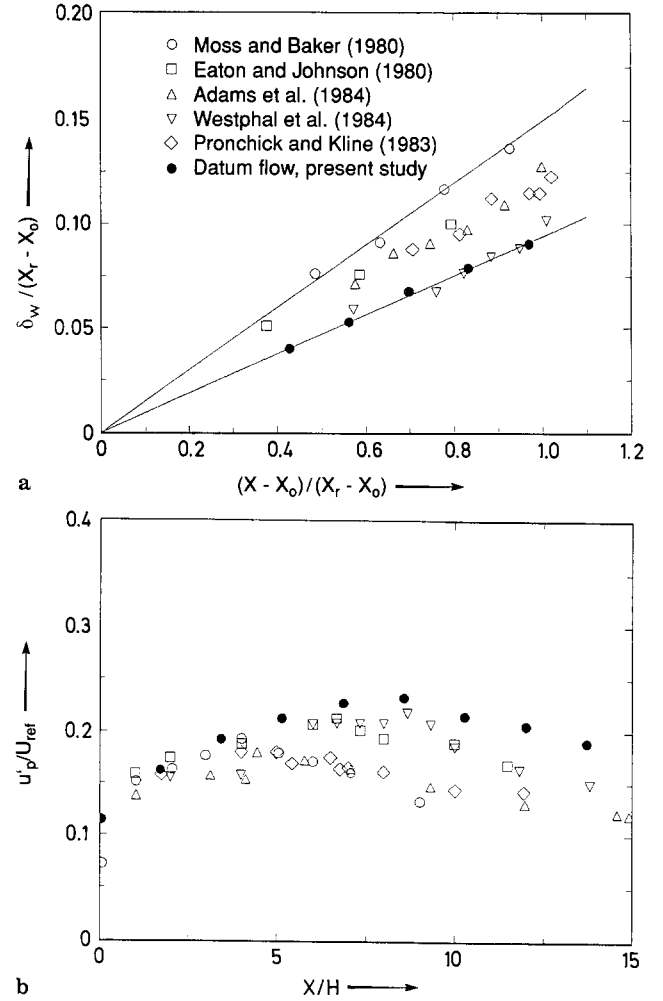 0.20
0.15
0.10
0.05
0
δw/(Xr - Xo)
Moss and Baker (1980)
Eaton and Johnson (1980)
Adams et al. (1984)
Westphal et al. (1984)
Pronchick and Kline (1983)
Datum flow, present study
0 0.4 0.6 0.8 1.0 1.2
a
(X - Xo)/(Xr - Xo)
0.4
0.3
0.2
0.1
0
u'p/Uref
0 5 10 15
b
X/H